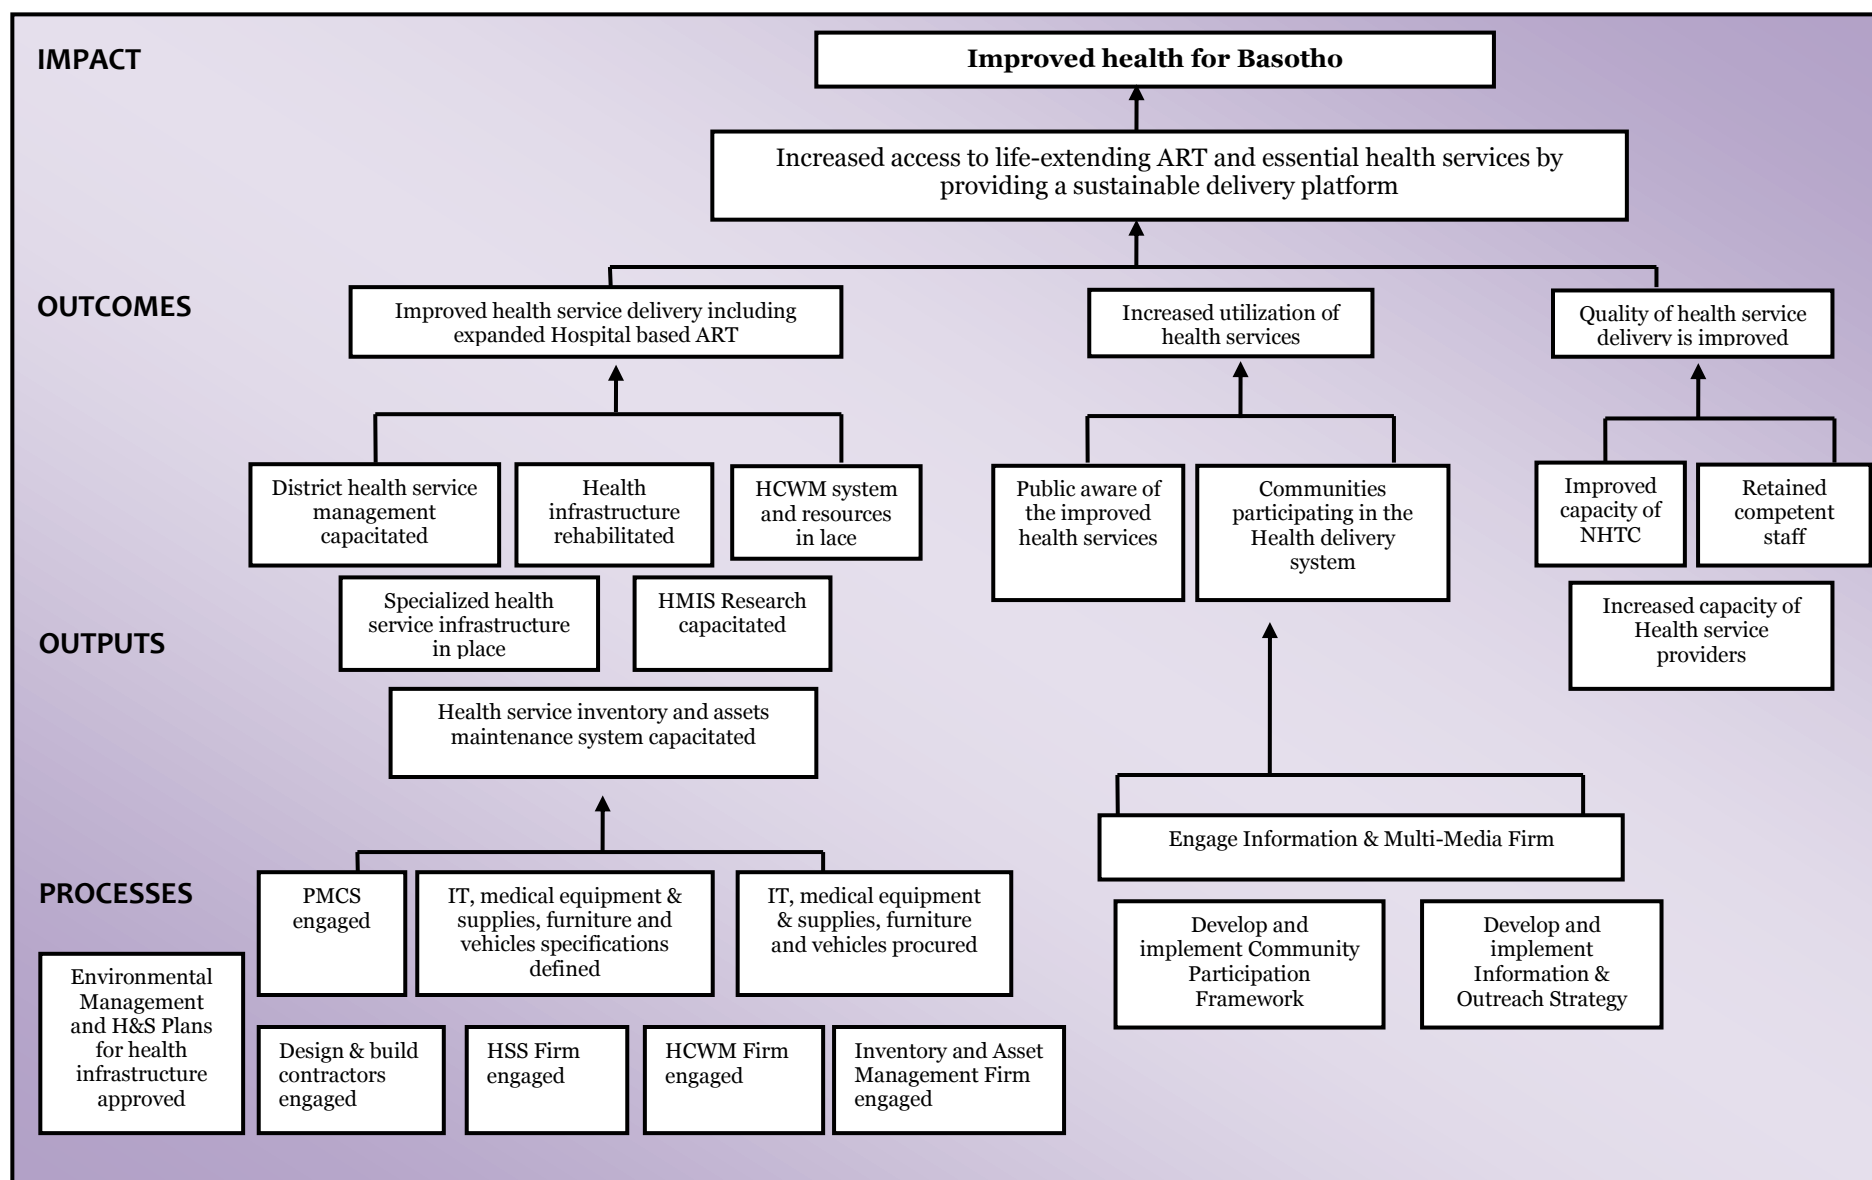 IMPACT
Improved health for Basotho
Increased access to life-extending ART and essential health services by
providing a sustainable delivery platform
OUTCOMES
Improved health service delivery including
expanded Hospital based ART
Increased utilization of
health services
Quality of health service
delivery is improved
District health service
management
capacitated
Health
infrastructure
rehabilitated
HCWM system
and resources
in lace
Public aware of
the improved
health services
Communities
participating in the
Health delivery
system
Improved
capacity of
NHTC
Retained
competent
staff
OUTPUTS
Specialized health
service infrastructure
in place
HMIS Research
capacitated
Increased capacity of
Health service
providers
Health service inventory and assets
maintenance system capacitated
PROCESSES
PMCS
engaged
IT, medical equipment &
supplies, furniture and
vehicles specifications
defined
IT, medical equipment
& supplies, furniture
and vehicles procured
Engage Information & Multi-Media Firm
Develop and
implement Community
Participation
Framework
Develop and
implement
Information &
Outreach Strategy
Environmental
Management
and H&S Plans
for health
infrastructure
approved
Design & build
contractors
engaged
HSS Firm
engaged
HCWM Firm
engaged
Inventory and Asset
Management Firm
engaged